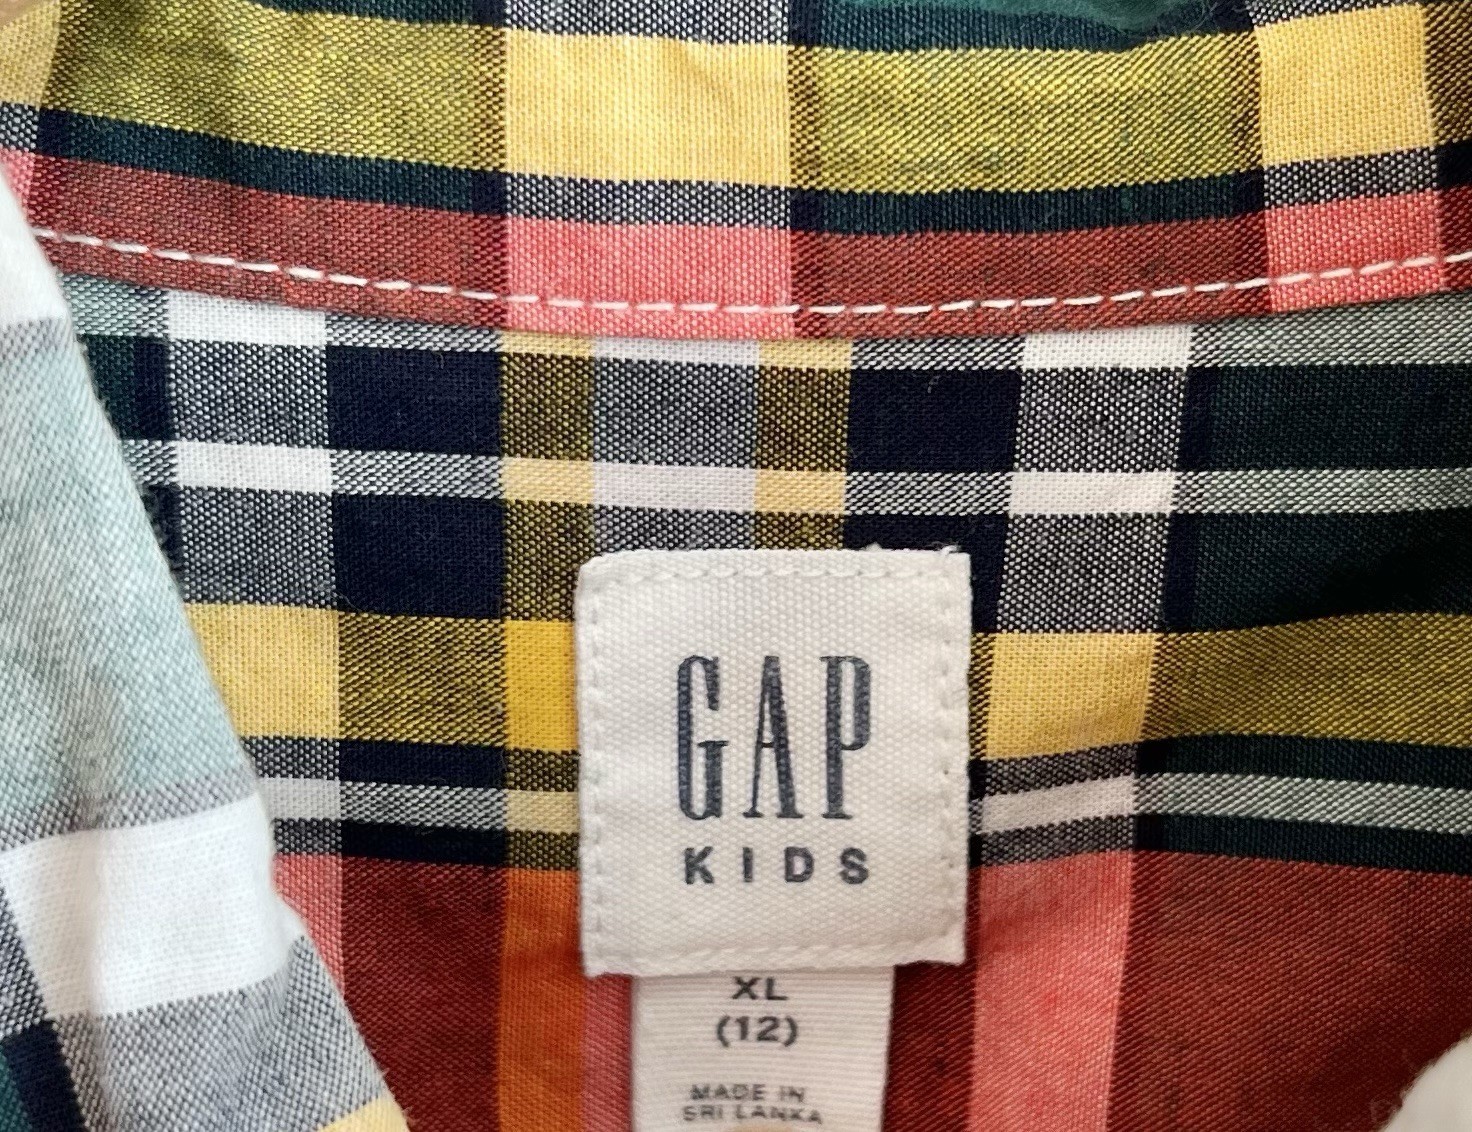 GAP
KIDS
XL
(12)
MADE IN
SRI LANKA